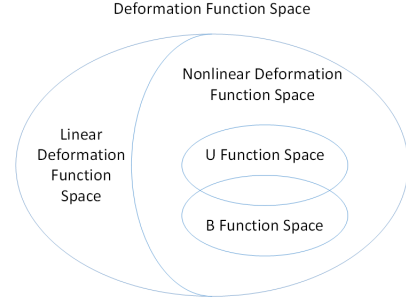 Deformation Function Space
Nonlinear Deformation
Function Space
Linear
Deformation
Function
Space
U Function Space
B Function Space